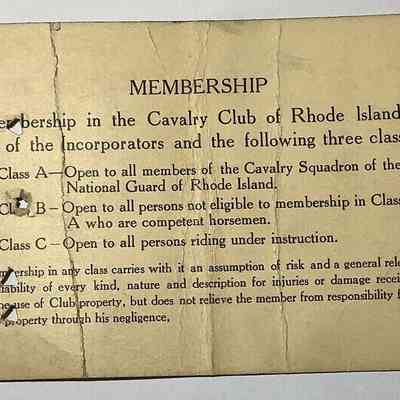 MEMBERSHIP
embership in the Cavalry Club of Rhode Island
of the Incorporators and the following three clas
Class A—Open to all members of the Cavalry Squadron of the
National Guard of Rhode Island.
Cl B—Open to all persons not eligible to membership in Class
A who are competent horsemen.
Class C—Open to all persons riding under instruction.
mbership in any class carries with it an assumption of risk and a general rele
iability of every kind, nature and description for injuries or damage recei
use of Club property, but does not relieve the member from responsibility f
property through his negligence,